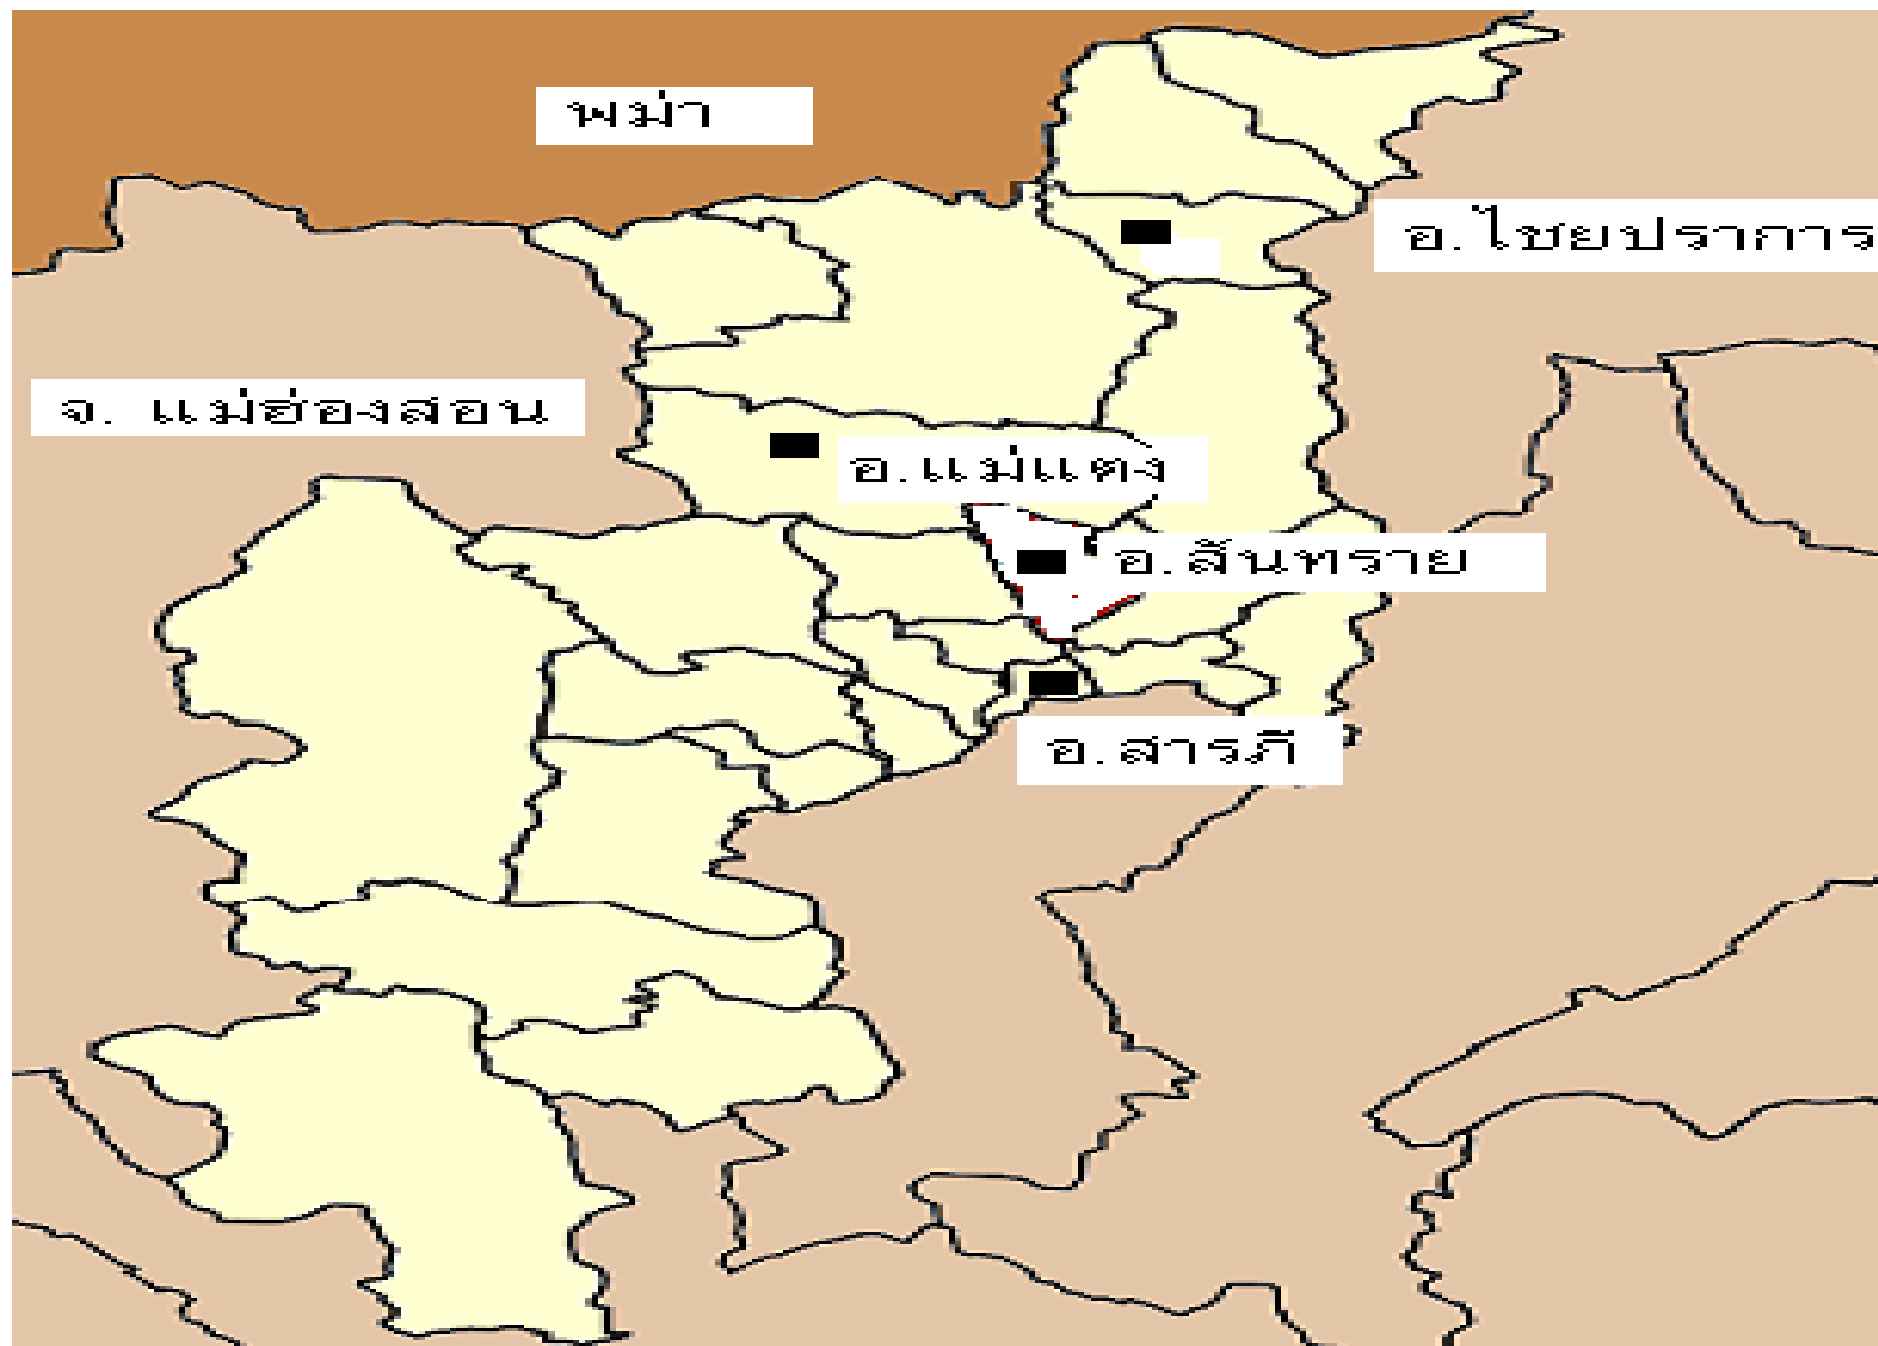 พม่า
อ.ไชยปราการ
จ. แม่ฮ่องสอน
อ.แม่แตง
อ.สันทราย
อ.สารภี